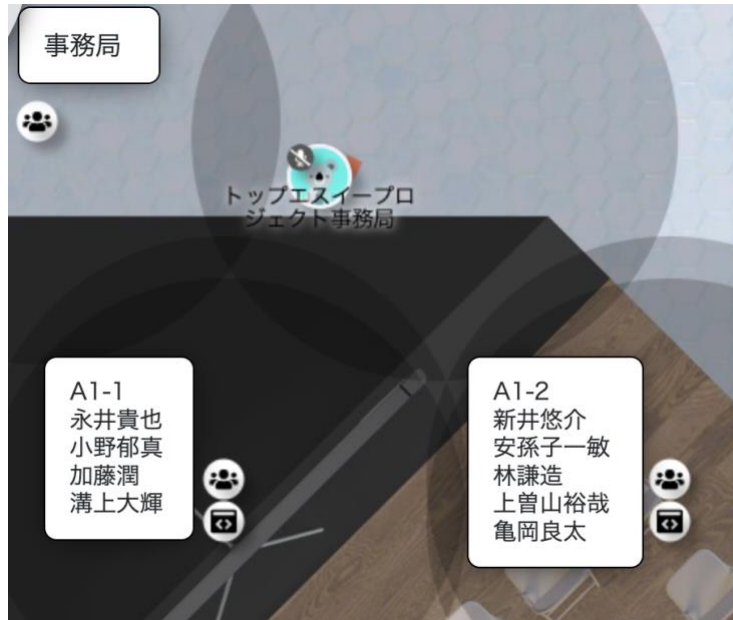 事務局
トップエスイープロ
ジェクト事務局
A1-1
永井貴也
小野郁真
加藤潤
溝上大輝
A1-2
新井悠介
安孫子一敏
林謙造
上曽山裕哉
亀岡良太